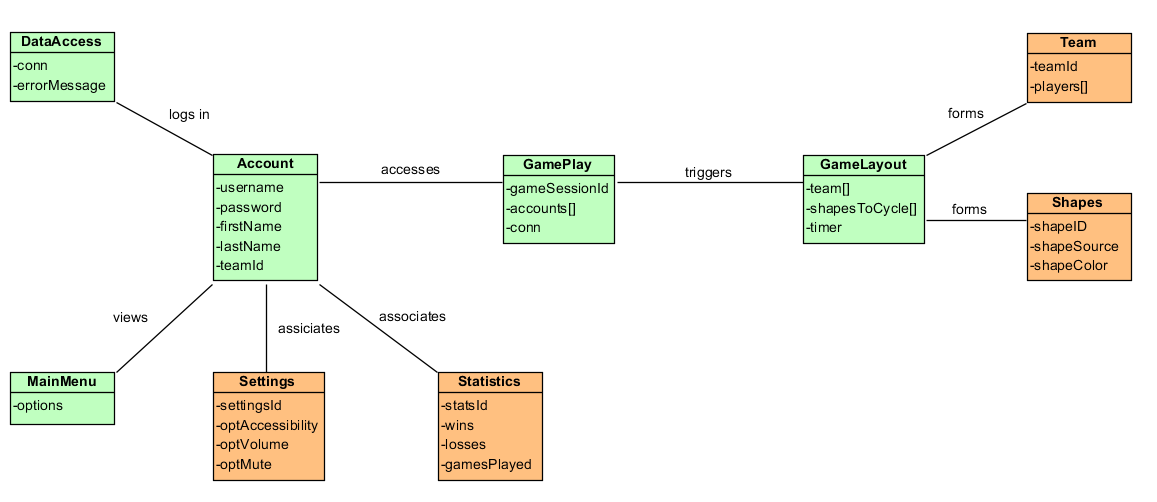 DataAccess
-conn
-errorMessage
logs in
Team
-teamId
-players[]
forms
Account
-username
-password
-firstName
-lastName
-teamId
accesses
GamePlay
-gameSessionId
-accounts[]
-conn
triggers
GameLayout
-team[]
-shapesToCycle[]
-timer
forms
Shapes
-shapeID
-shapeSource
-shapeColor
views
assiciates
associates
MainMenu
-options
Settings
-settingsId
-optAccessibility
-optVolume
-optMute
Statistics
-statsId
-wins
-losses
-gamesPlayed